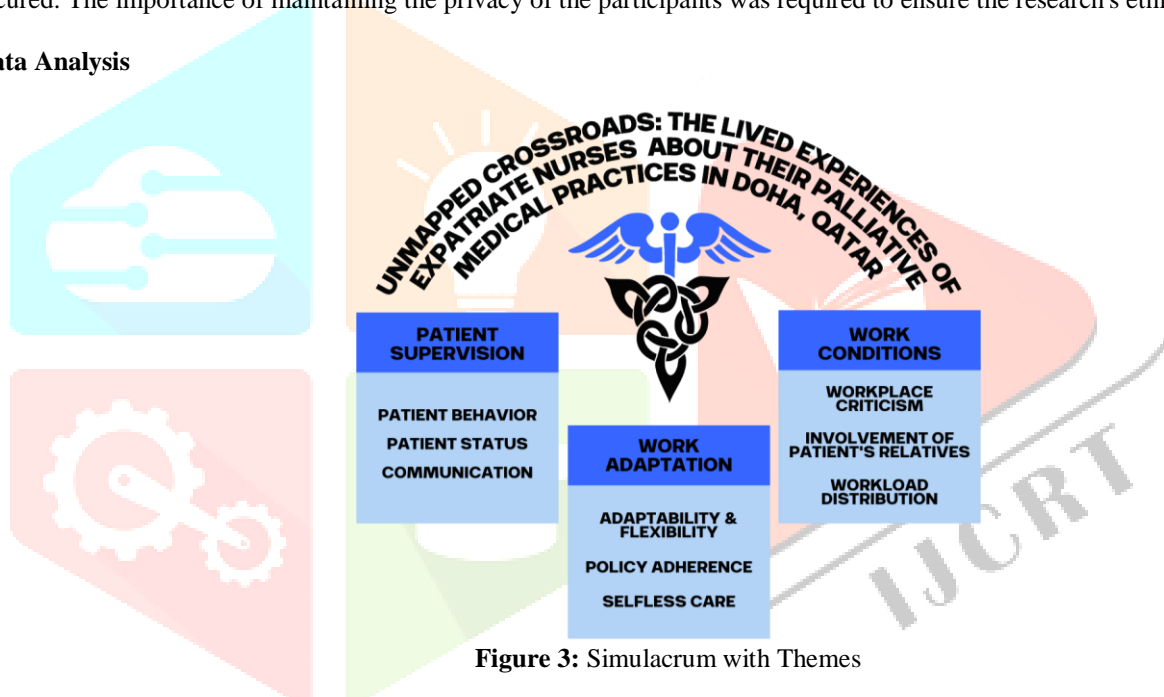 cured. The importance of maintaining the privacy of the participants was required to ensure the research's eth
ata Analysis
UNMAPPED CROSSROADS: THE LIVED EXPERIENCES OF
EXPATRIATE NURSES ABOUT THEIR PALLIATIVE
MEDICAL PRACTICES IN DOHA, QATAR
PATIENT
SUPERVISION
PATIENT BEHAVIOR
PATIENT STATUS
COMMUNICATION
WORK
ADAPTATION
ADAPTABILITY &
FLEXIBILITY
POLICY ADHERENCE
SELFLESS CARE
WORK
CONDITIONS
WORKPLACE
CRITICISM
INVOLVEMENT OF
PATIENT'S RELATIVES
WORKLOAD
DISTRIBUTION
IJCRT
Figure 3: Simulacrum with Themes